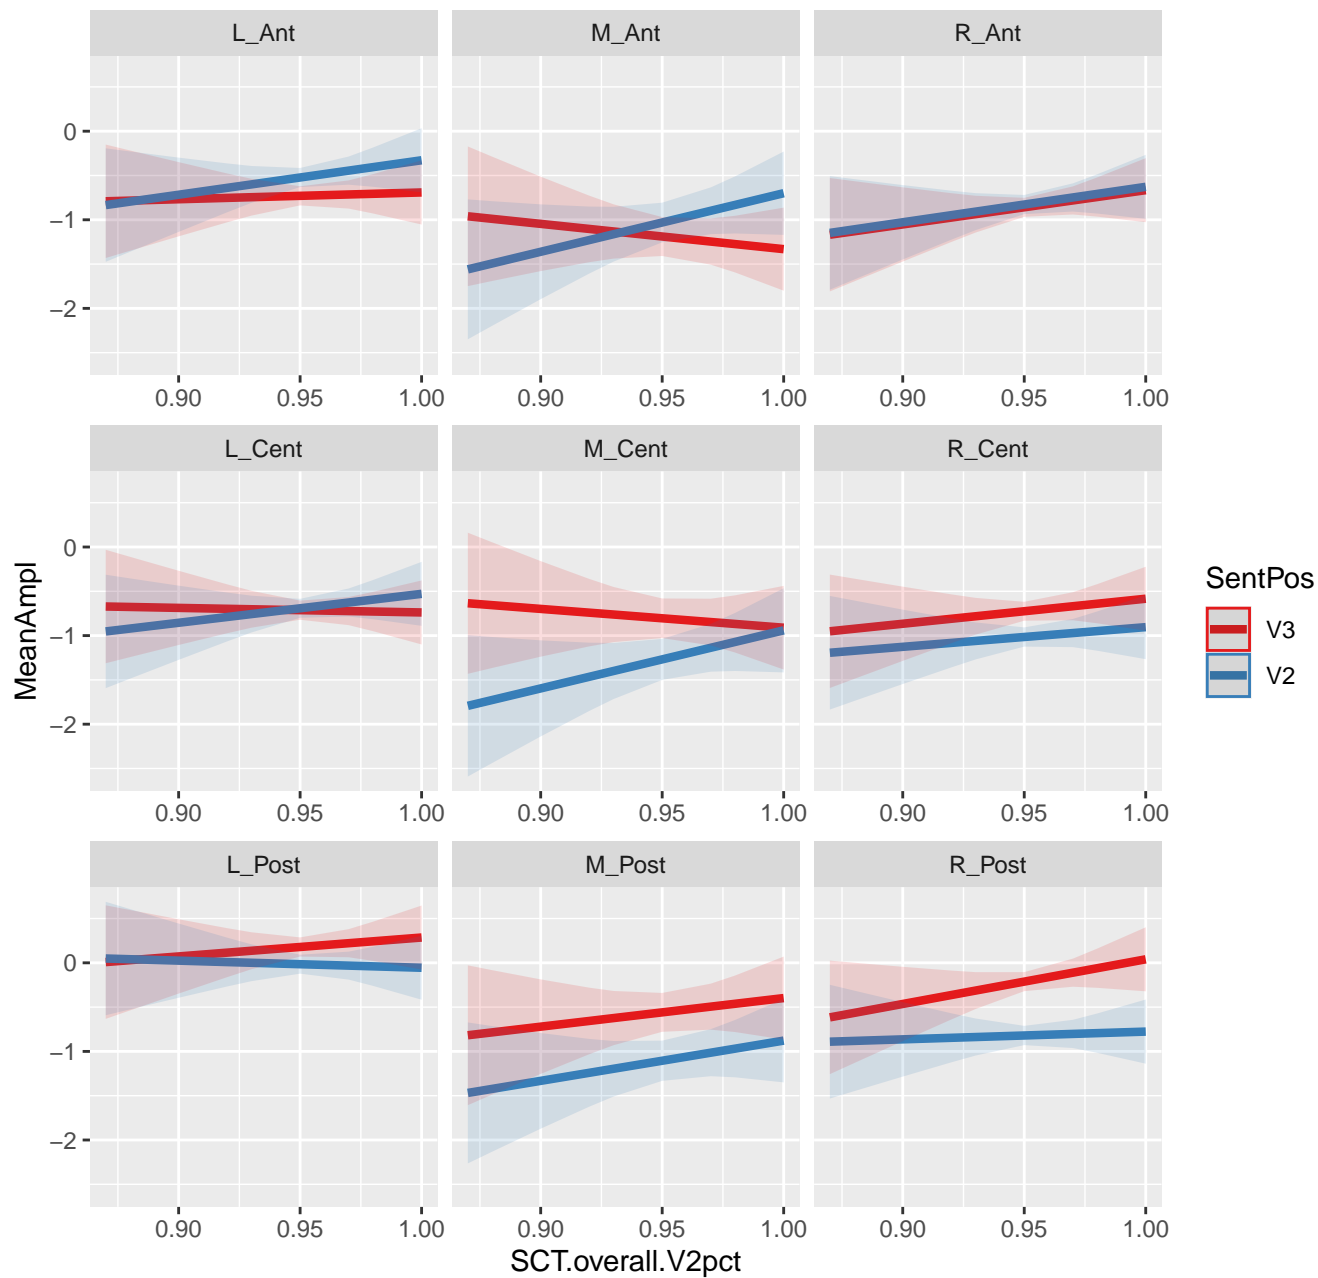 L_Ant M_Ant R_Ant
0
−1
−2
0.90 0.95 1.00 0.90 0.95 1.00 0.90 0.95 1.00
L_Cent M_Cent R_Cent
0
−1
−2
0.90 0.95 1.00 0.90 0.95 1.00 0.90 0.95 1.00
L_Post M_Post R_Post
0
−1
−2
0.90 0.95 1.00 0.90 0.95 1.00 0.90 0.95 1.00
SCT.overall.V2pct
MeanAmpl
SentPos
V3
V2